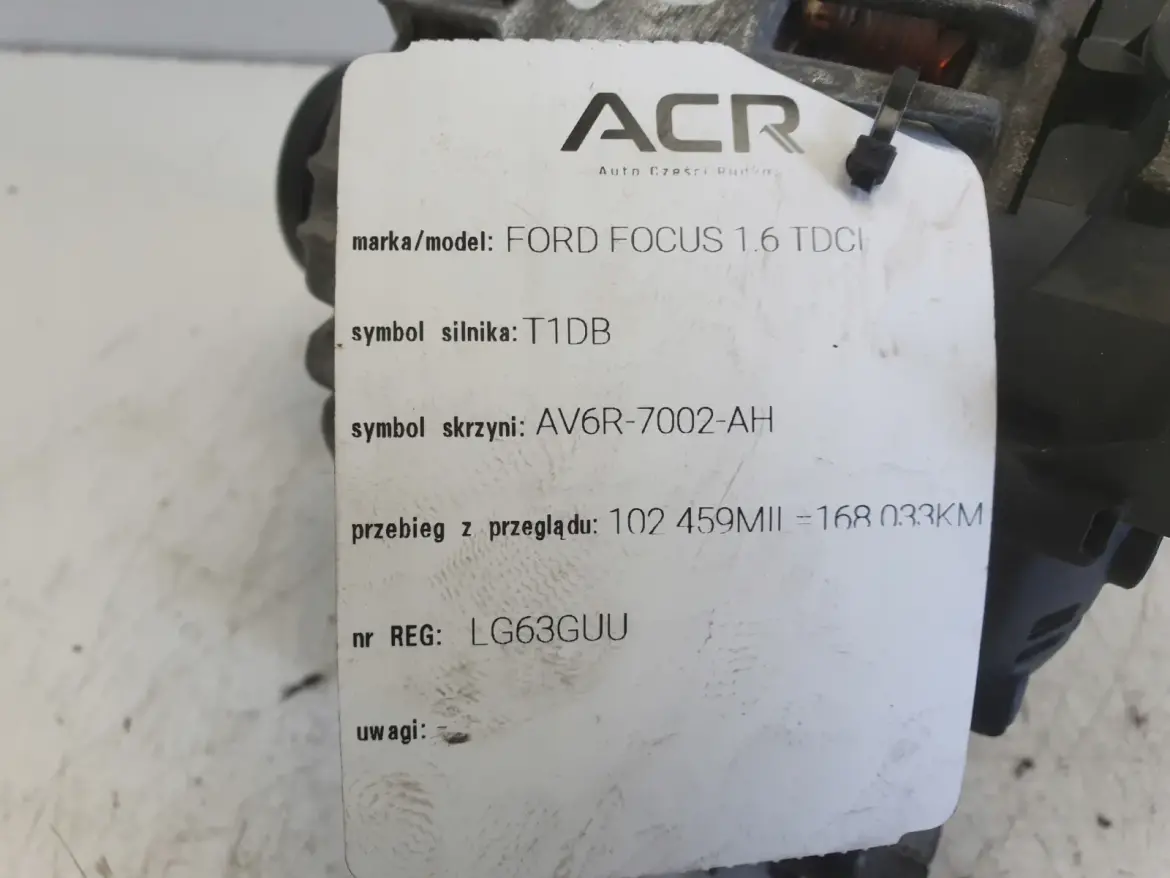 ACR
Auto Części
marka/model: FORD FOCUS 1.6 TDCI
symbol silnika: T1DB
symbol skrzyni: AV6R-7002-AH
przebieg z przeglądu: 102 459MIL=168 033KM
nr REG: LG63GUU
uwagi: -